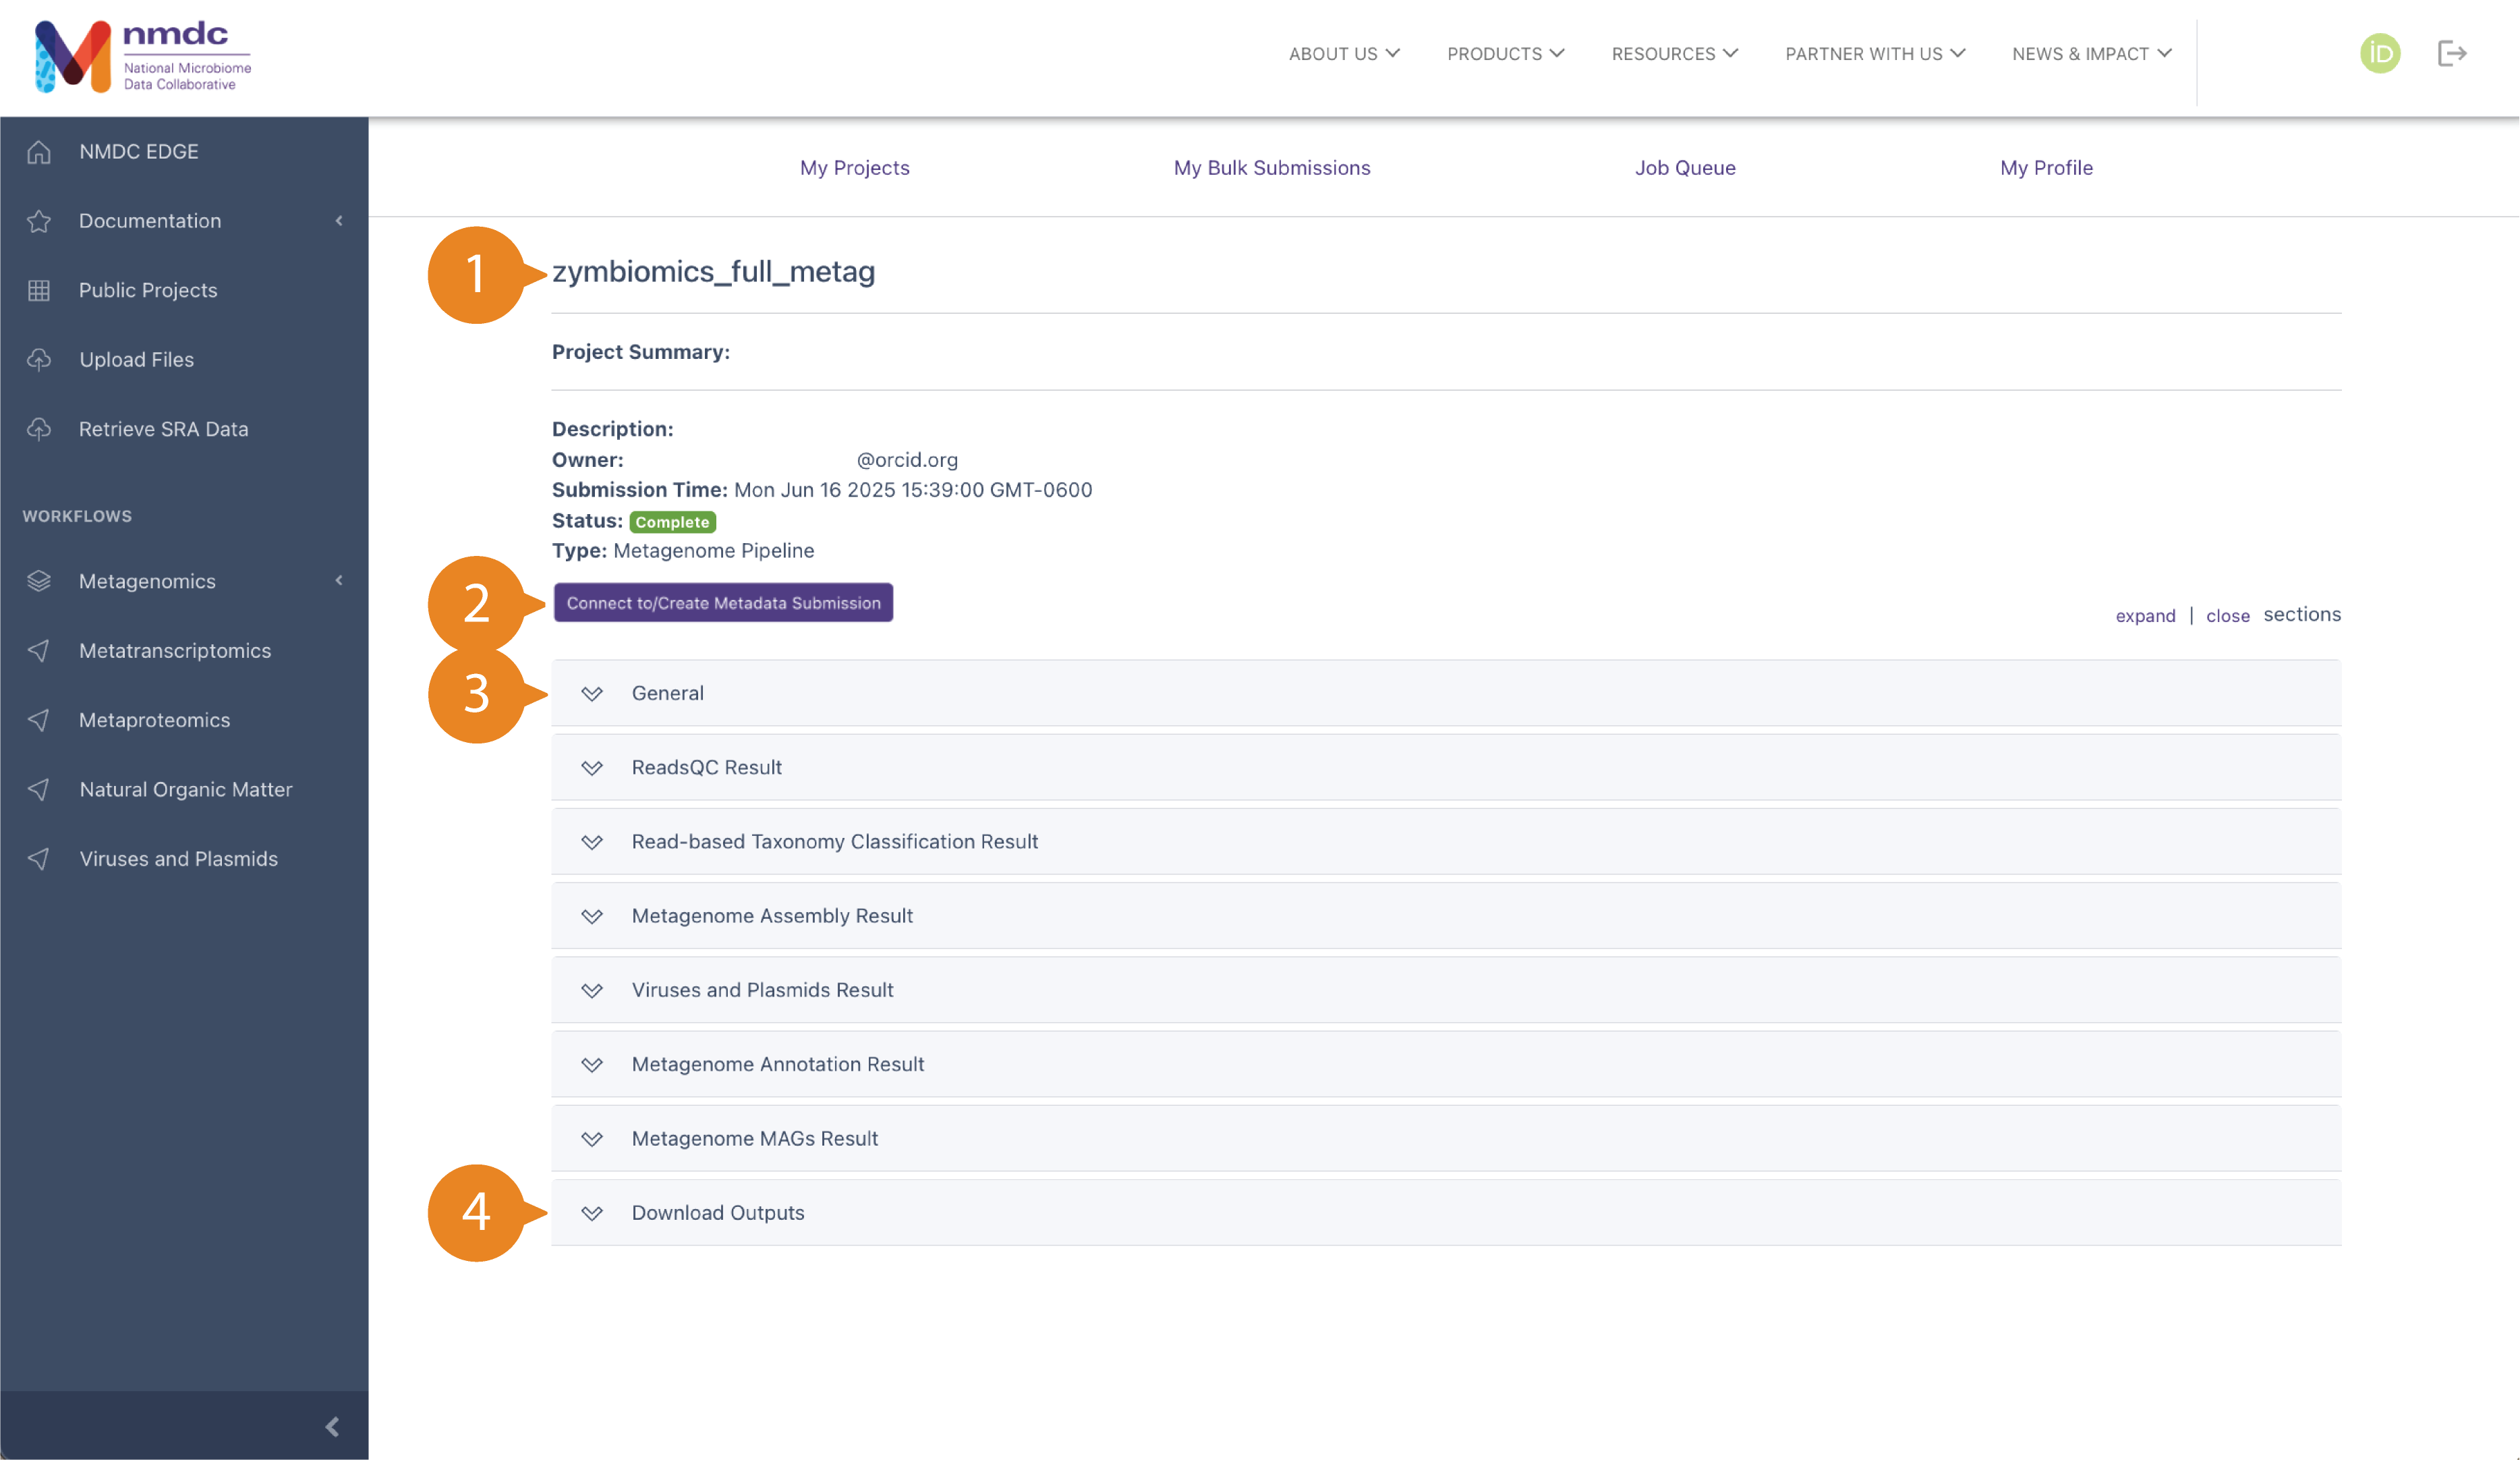 nmdc
National Microbiome
Data Collaborative
ABOUT US
PRODUCTS
RESOURCES
PARTNER WITH US
NEWS & IMPACT
iD
NMDC EDGE
Documentation
Public Projects
Upload Files
Retrieve SRA Data
WORKFLOWS
Metagenomics
Metatranscriptomics
Metaproteomics
Natural Organic Matter
Viruses and Plasmids
My Projects
My Bulk Submissions
Job Queue
My Profile
1
zymbiomics_full_metag
Project Summary:
Description:
Owner: @orcid.org
Submission Time: Mon Jun 16 2025 15:39:00 GMT-0600
Status: Complete
Type: Metagenome Pipeline
2
Connect to/Create Metadata Submission
expand | close sections
3
General
ReadsQC Result
Read-based Taxonomy Classification Result
Metagenome Assembly Result
Viruses and Plasmids Result
Metagenome Annotation Result
Metagenome MAGs Result
4
Download Outputs